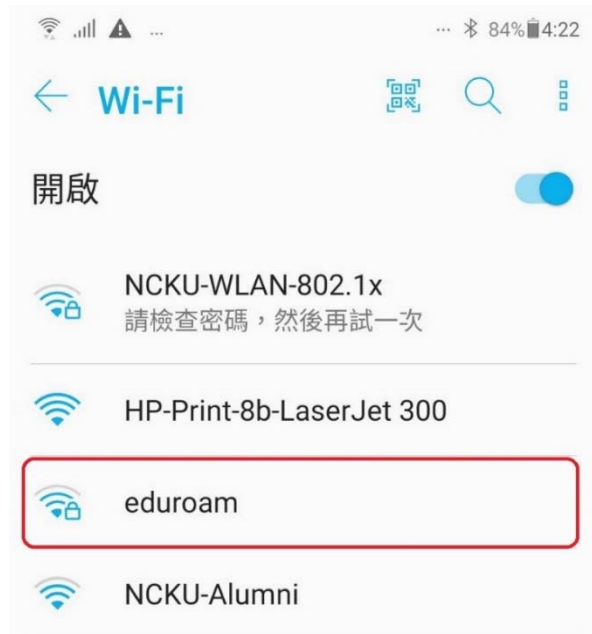 ... ... 84% 4:22
Wi-Fi
開啟
NCKU-WLAN-802.1x
請檢查密碼，然後再試一次
HP-Print-8b-LaserJet 300
eduroam
NCKU-Alumni